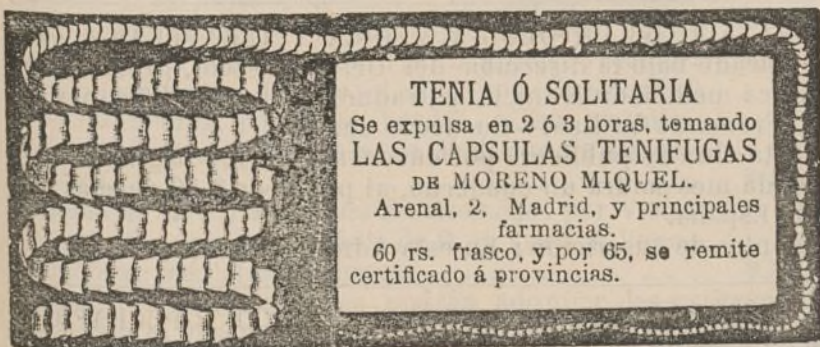 TENIA Ó SOLITARIA
Se expulsa en 2 ó 3 horas, tomando
LAS CAPSULAS TENIFUGAS
DE MORENO MIQUEL.
Arenal, 2, Madrid, y principales
farmacias.
60 rs. frasco, y por 65, se remite
certificado á provincias.